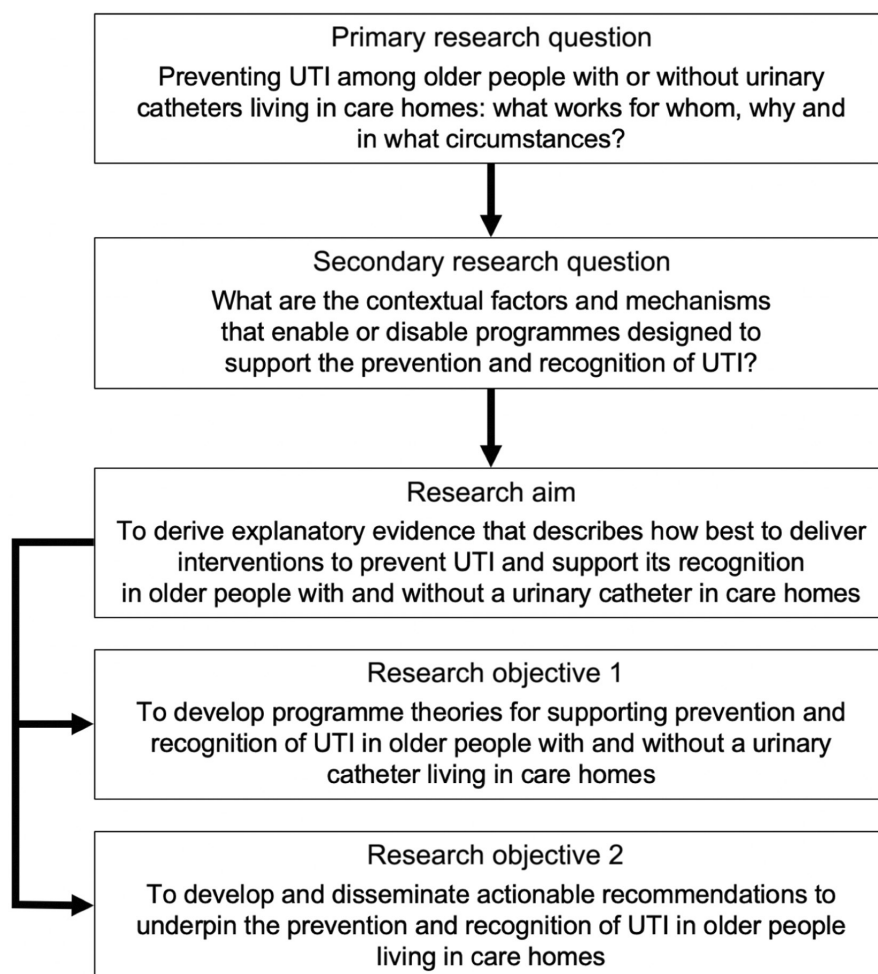 Primary research question
Preventing UTI among older people with or without urinary
catheters living in care homes: what works for whom, why and
in what circumstances?
Secondary research question
What are the contextual factors and mechanisms
that enable or disable programmes designed to
support the prevention and recognition of UTI?
Research aim
To derive explanatory evidence that describes how best to deliver
interventions to prevent UTI and support its recognition
in older people with and without a urinary catheter in care homes
Research objective 1
To develop programme theories for supporting prevention and
recognition of UTI in older people with and without a urinary
catheter living in care homes
Research objective 2
To develop and disseminate actionable recommendations to
underpin the prevention and recognition of UTI in older people
living in care homes